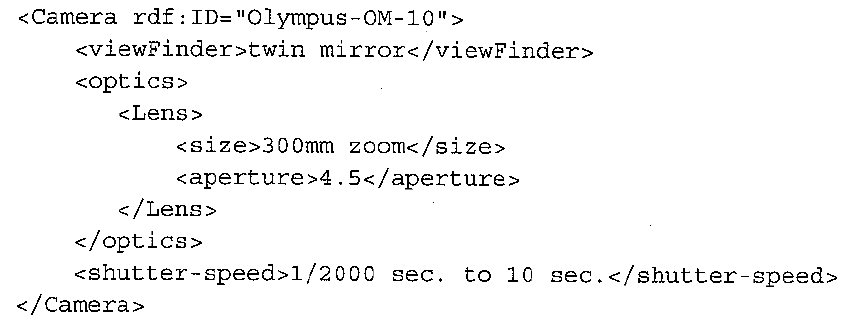 <Camera rdf:ID="Olympus-OM-10">
<viewFinder>twin mirror</viewFinder>
<optics>
<Lens>
<size>300mm zoom</size>
<aperture>4.5</aperture>
</Lens>
</optics>
<shutter-speed>1/2000 sec. to 10 sec.</shutter-speed>
</Camera>